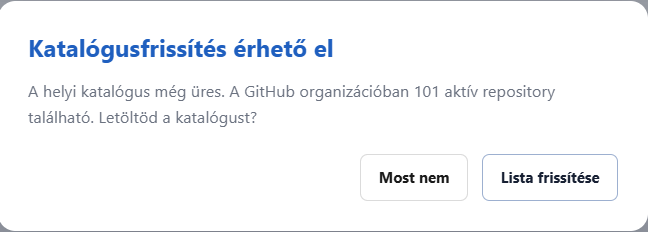 Katalógusfrissítés érhető el
A helyi katalógus még üres. A GitHub organizációban 101 aktív repository
található. Letöltöd a katalógust?
Most nem
Lista frissítése